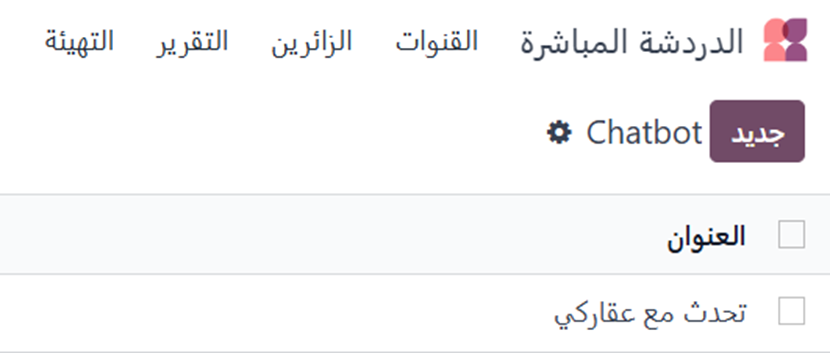 الدردشة المباشرة القنوات الزائرين التقرير التهيئة
جديد Chatbot
العنوان
تحدث مع عقاركي